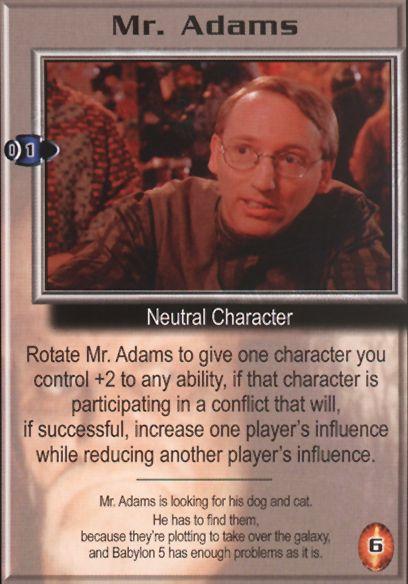 Mr. Adams
0 1
Neutral Character
Rotate Mr. Adams to give one character you
control +2 to any ability, if that character is
participating in a conflict that will,
if successful, increase one player's influence
while reducing another player's influence.
Mr. Adams is looking for his dog and cat.
He has to find them,
because they're plotting to take over the galaxy,
and Babylon 5 has enough problems as it is.
6